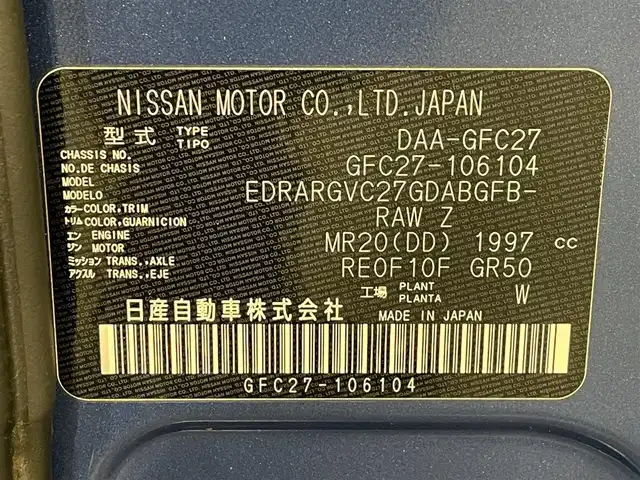 NISSAN MOTOR CO.,LTD.JAPAN
型式 TYPE TIPO DAA-GFC27
CHASSIS NO. NO.DE CHASIS GFC27-106104
MODEL MODELO EDRARGVC27GDABGFB-
カラー COLOR,TRIM トリム COLOR,GUARNICION RAW Z
エン ENGINE ジン MOTOR MR20(DD) 1997 cc
ミッション TRANS.,AXLE アクスル TRANS.,EJE RE0F10F GR50
工場 PLANT PLANTA W
日産自動車株式会社 MADE IN JAPAN
GFC27-106104